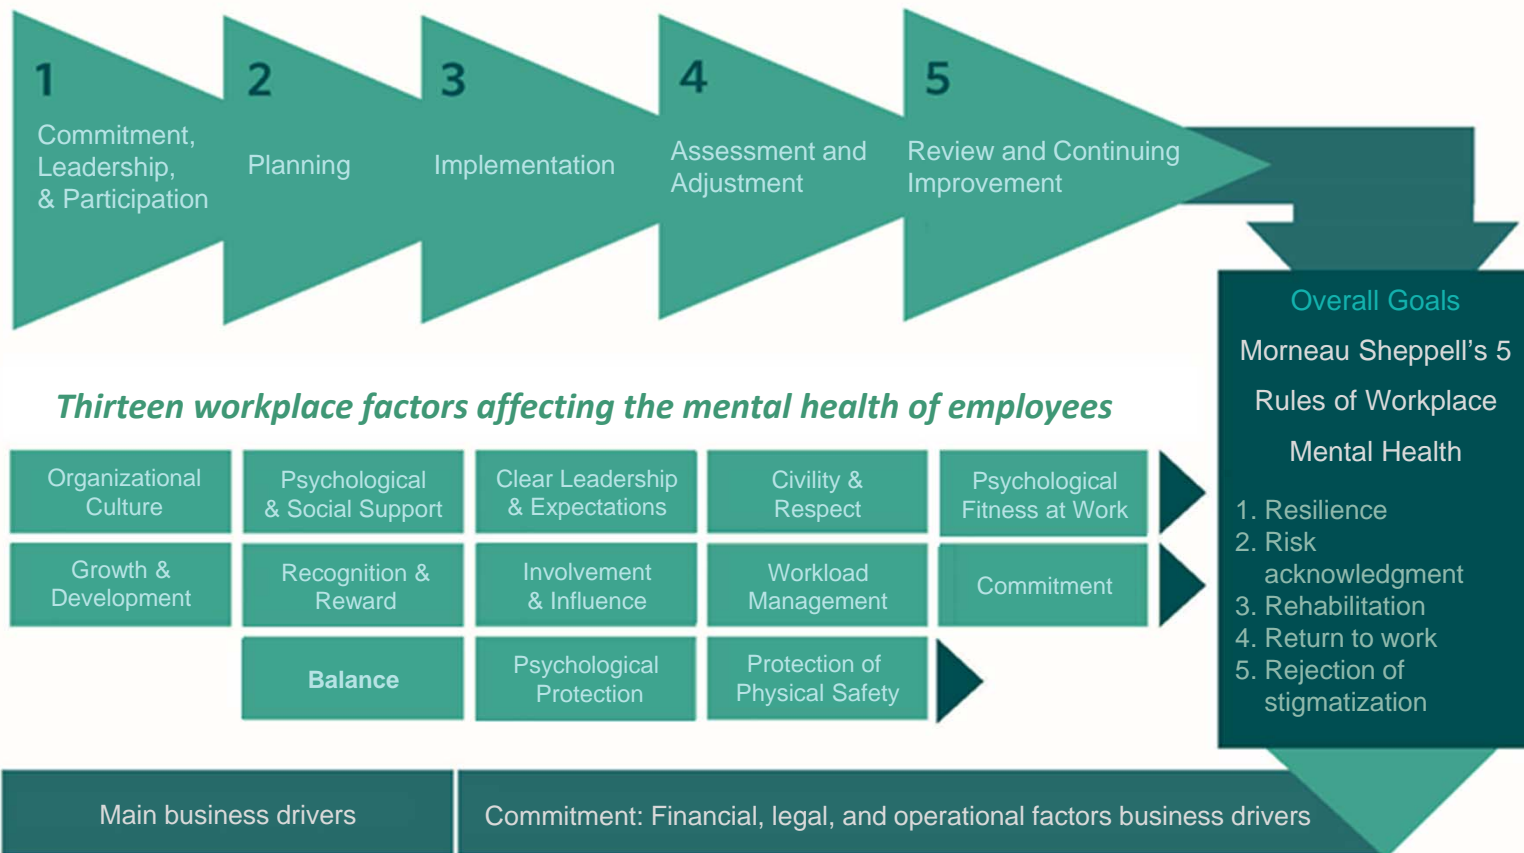 1
Commitment,
Leadership,
& Participation
2
Planning
3
Implementation
4
Assessment and
Adjustment
5
Review and Continuing
Improvement
Overall Goals
Morneau Sheppell’s 5
Rules of Workplace
Mental Health
1. Resilience
2. Risk
acknowledgment
3. Rehabilitation
4. Return to work
5. Rejection of
stigmatization
Thirteen workplace factors affecting the mental health of employees
Organizational
Culture
Psychological
& Social Support
Clear Leadership
& Expectations
Civility &
Respect
Psychological
Fitness at Work
Growth &
Development
Recognition &
Reward
Involvement
& Influence
Workload
Management
Commitment
Balance
Psychological
Protection
Protection of
Physical Safety
Main business drivers
Commitment: Financial, legal, and operational factors business drivers